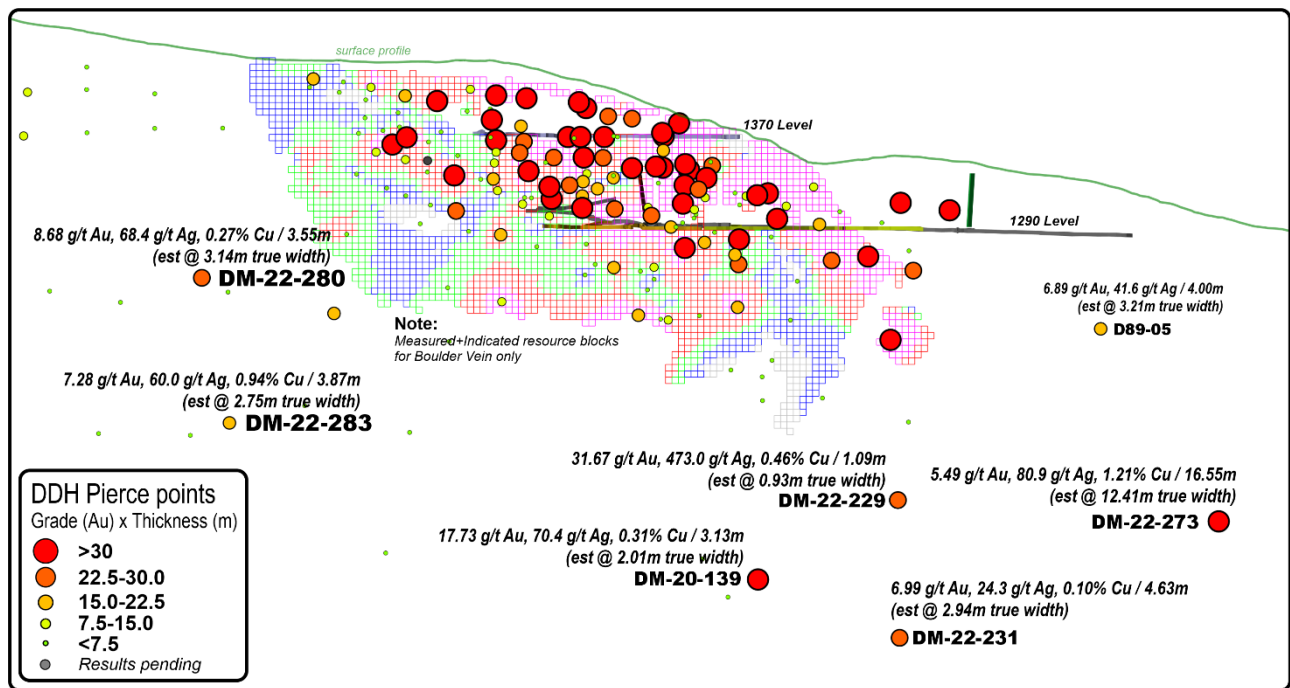 surface profile
1370 Level
1290 Level
8.68 g/t Au, 68.4 g/t Ag, 0.27% Cu / 3.55m
(est @ 3.14m true width)
DM-22-280
6.89 g/t Au, 41.6 g/t Ag / 4.00m
(est @ 3.21m true width)
D89-05
Note:
Measured+Indicated resource blocks
for Boulder Vein only
7.28 g/t Au, 60.0 g/t Ag, 0.94% Cu / 3.87m
(est @ 2.75m true width)
DM-22-283
31.67 g/t Au, 473.0 g/t Ag, 0.46% Cu / 1.09m
(est @ 0.93m true width)
DM-22-229
5.49 g/t Au, 80.9 g/t Ag, 1.21% Cu / 16.55m
(est @ 12.41m true width)
DM-22-273
17.73 g/t Au, 70.4 g/t Ag, 0.31% Cu / 3.13m
(est @ 2.01m true width)
DM-20-139
6.99 g/t Au, 24.3 g/t Ag, 0.10% Cu / 4.63m
(est @ 2.94m true width)
DM-22-231
DDH Pierce points
Grade (Au) x Thickness (m)
>30
22.5-30.0
15.0-22.5
7.5-15.0
<7.5
Results pending